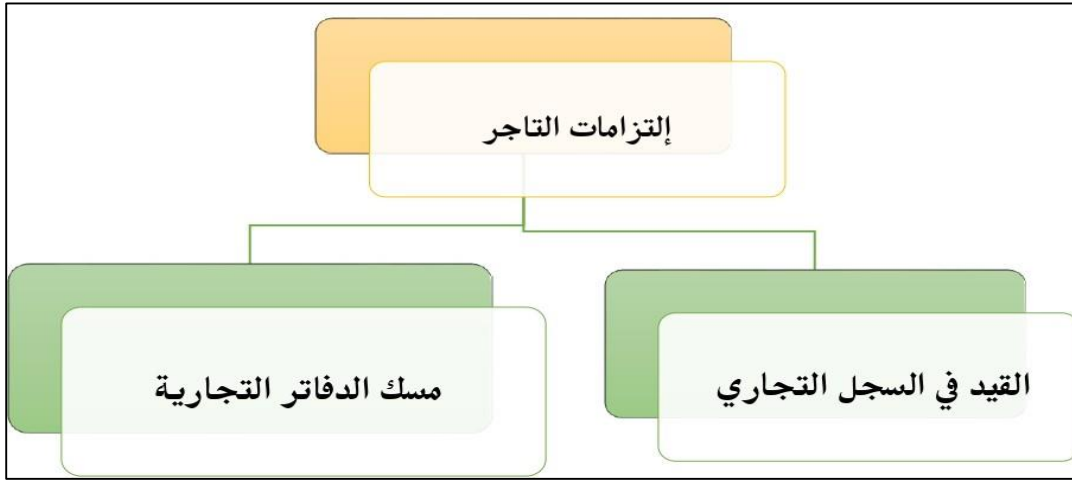 إلتزامات التاجر
القيد في السجل التجاري
مسك الدفاتر التجارية